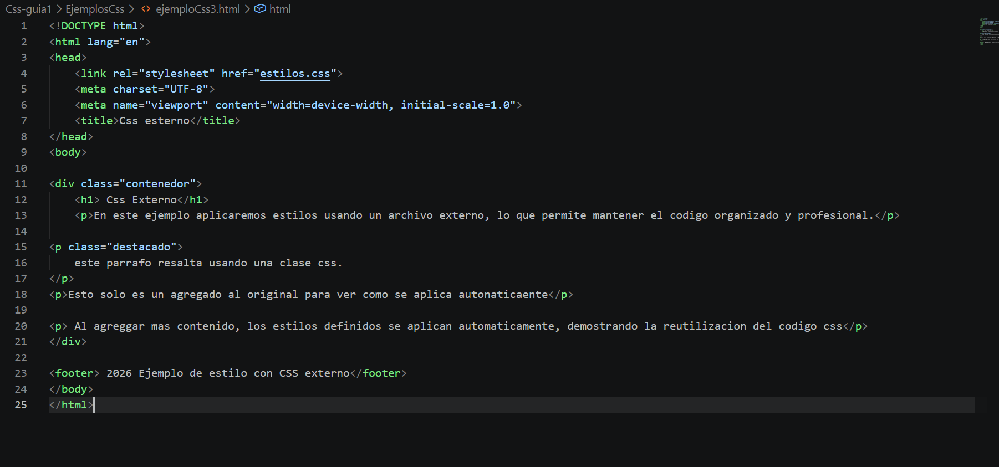 Css-guia1 > EjemplosCss > <> ejemploCss3.html > html
1 <!DOCTYPE html>
2 <html lang="en">
3 <head>
4     <link rel="stylesheet" href="estilos.css">
5     <meta charset="UTF-8">
6     <meta name="viewport" content="width=device-width, initial-scale=1.0">
7     <title>Css esterno</title>
8 </head>
9 <body>
10
11 <div class="contenedor">
12     <h1> Css Externo</h1>
13     <p>En este ejemplo aplicaremos estilos usando un archivo externo, lo que permite mantener el codigo organizado y profesional.</p>
14
15 <p class="destacado">
16     este parrafo resalta usando una clase css.
17 </p>
18 <p>Esto solo es un agregado al original para ver como se aplica autonaticaente</p>
19
20 <p> Al agreggar mas contenido, los estilos definidos se aplican automaticamente, demostrando la reutilizacion del codigo css</p>
21 </div>
22
23 <footer> 2026 Ejemplo de estilo con CSS externo</footer>
24 </body>
25 </html>